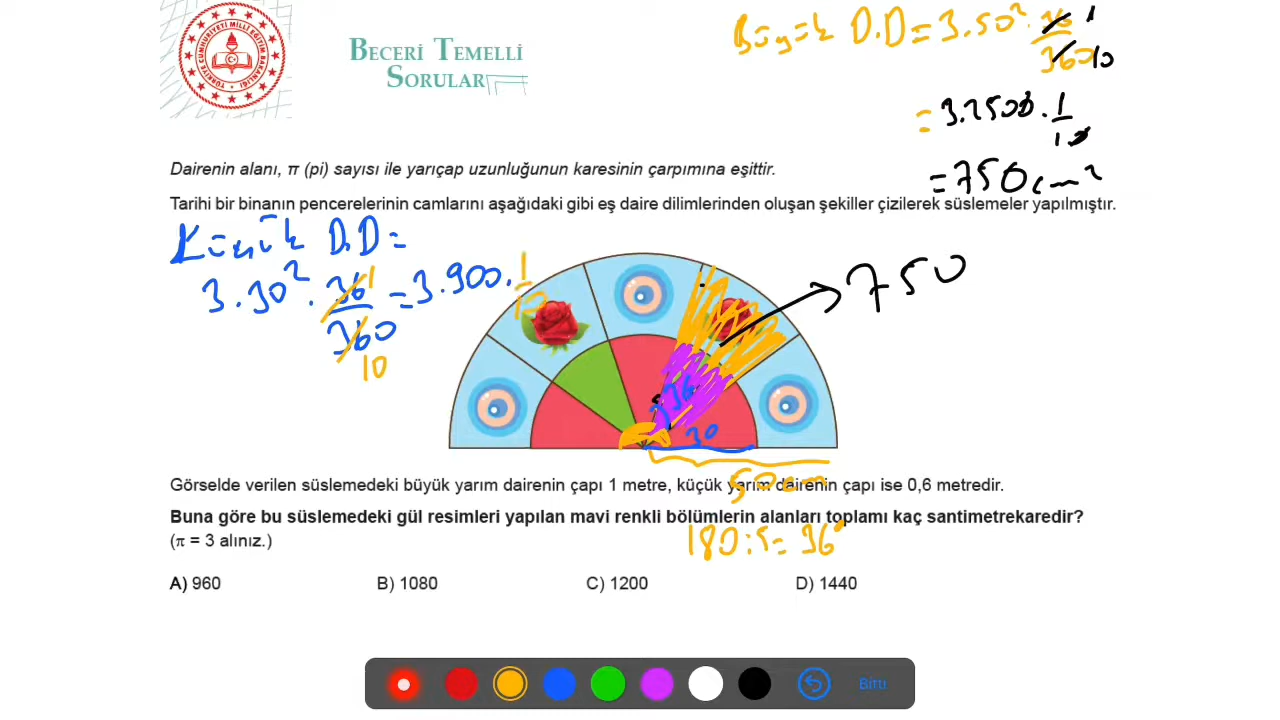 BECERİ TEMELLİ
SORULAR
Büyük D.D = 3.50². 36/360 1 10
= 3.2500. 1/10
= 750 cm²
Dairenin alanı, π (pi) sayısı ile yarıçap uzunluğunun karesinin çarpımına eşittir.
Tarihi bir binanın pencerelerinin camlarını aşağıdaki gibi eş daire dilimlerinden oluşan şekiller çizilerek süslemeler yapılmıştır.
Küçük D.D =
3.30². 36/360 = 3.900. 1/10
1
10
750
36
30
50 cm
Görselde verilen süslemedeki büyük yarım dairenin çapı 1 metre, küçük yarım dairenin çapı ise 0,6 metredir.
Buna göre bu süslemedeki gül resimleri yapılan mavi renkli bölümlerin alanları toplamı kaç santimetrekaredir?
(π = 3 alınız.)
180:5= 36°
A) 960 B) 1080 C) 1200 D) 1440
Bitti